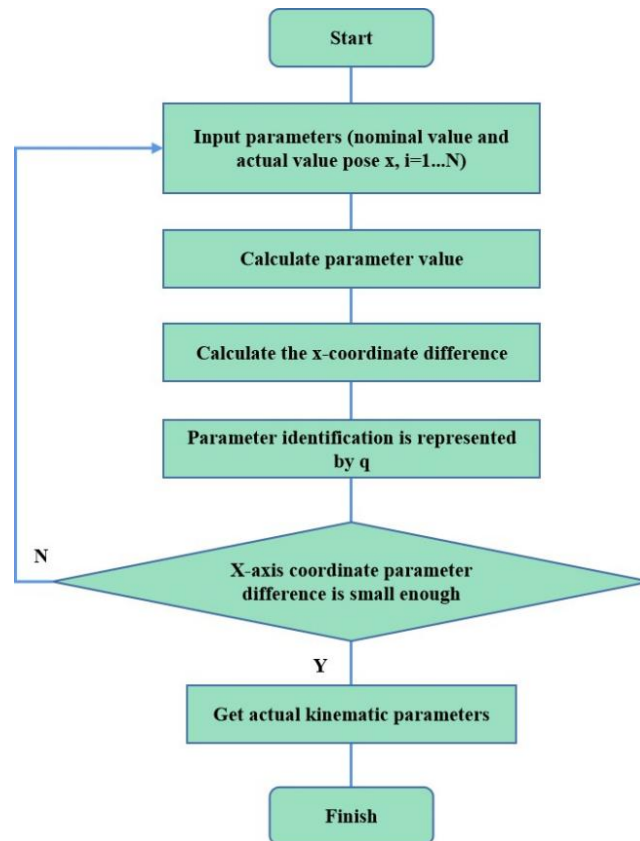 Start
Input parameters (nominal value and
actual value pose x, i=1...N)
Calculate parameter value
Calculate the x-coordinate difference
Parameter identification is represented
by q
N
X-axis coordinate parameter
difference is small enough
Y
Get actual kinematic parameters
Finish